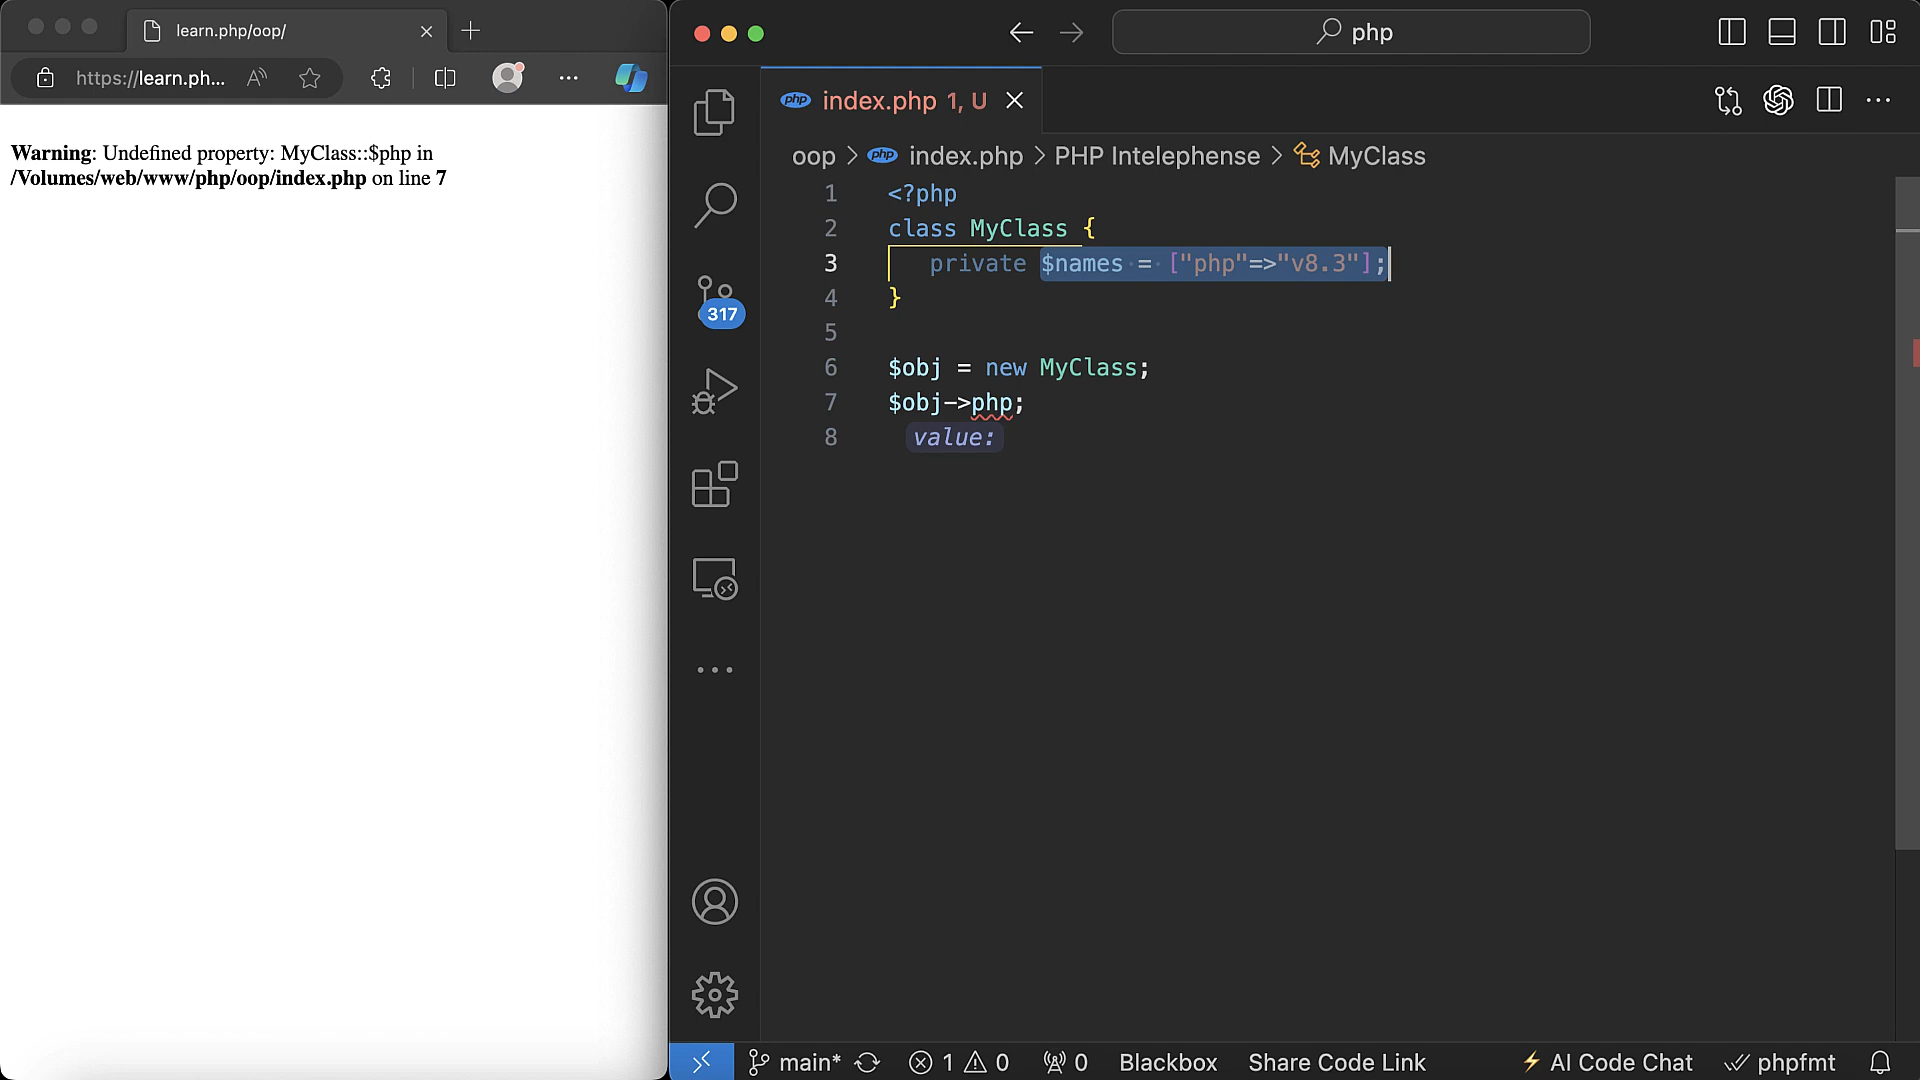 learn.php/oop/
https://learn.ph...
Warning: Undefined property: MyClass::$php in
/Volumes/web/www/php/oop/index.php on line 7
php
php index.php 1, U
oop > php index.php > PHP Intelephense > MyClass
1 <?php
2 class MyClass {
3 private $names = ["php"=>"v8.3"];
4 }
5
6 $obj = new MyClass;
7 $obj->php;
8 value:
317
main* 1 0 0 Blackbox Share Code Link AI Code Chat phpfmt